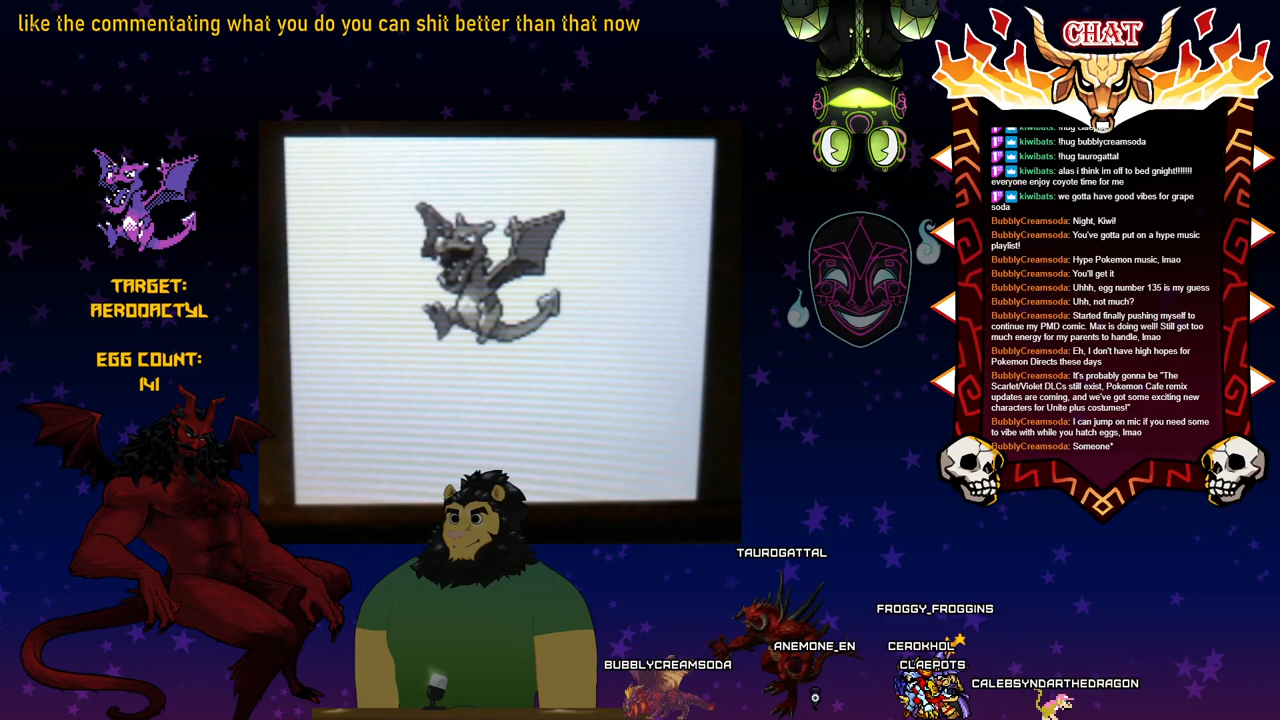 like the commentating what you do you can shit better than that now
CHAT
kiwibats: !hug bubblycreamsoda
kiwibats: !hug taurogattal
kiwibats: alas i think im off to bed gnight!!!!!!!
everyone enjoy coyote time for me
kiwibats: we gotta have good vibes for grape
soda
BubblyCreamsoda: Night, Kiwi!
BubblyCreamsoda: You've gotta put on a hype music
playlist!
BubblyCreamsoda: Hype Pokemon music, lmao
BubblyCreamsoda: You'll get it
BubblyCreamsoda: Uhhh, egg number 135 is my guess
BubblyCreamsoda: Uhh, not much?
BubblyCreamsoda: Started finally pushing myself to
continue my PMD comic. Max is doing well! Still got too
much energy for my parents to handle, lmao
BubblyCreamsoda: Eh, I don't have high hopes for
Pokemon Directs these days
BubblyCreamsoda: It's probably gonna be "The
Scarlet/Violet DLCs still exist, Pokemon Cafe remix
updates are coming, and we've got some exciting new
characters for Unite plus costumes!"
BubblyCreamsoda: I can jump on mic if you need some
to vibe with while you hatch eggs, lmao
BubblyCreamsoda: Someone*
TARGET:
AERODACTYL
EGG COUNT:
141
TAUROGATTAL
FROGGY_FROGGINS
ANEMONE_EN
CEROKHOL
BUBBLYCREAMSODA
CLAEPOTS
CALEBSYNDARTHEDRAGON